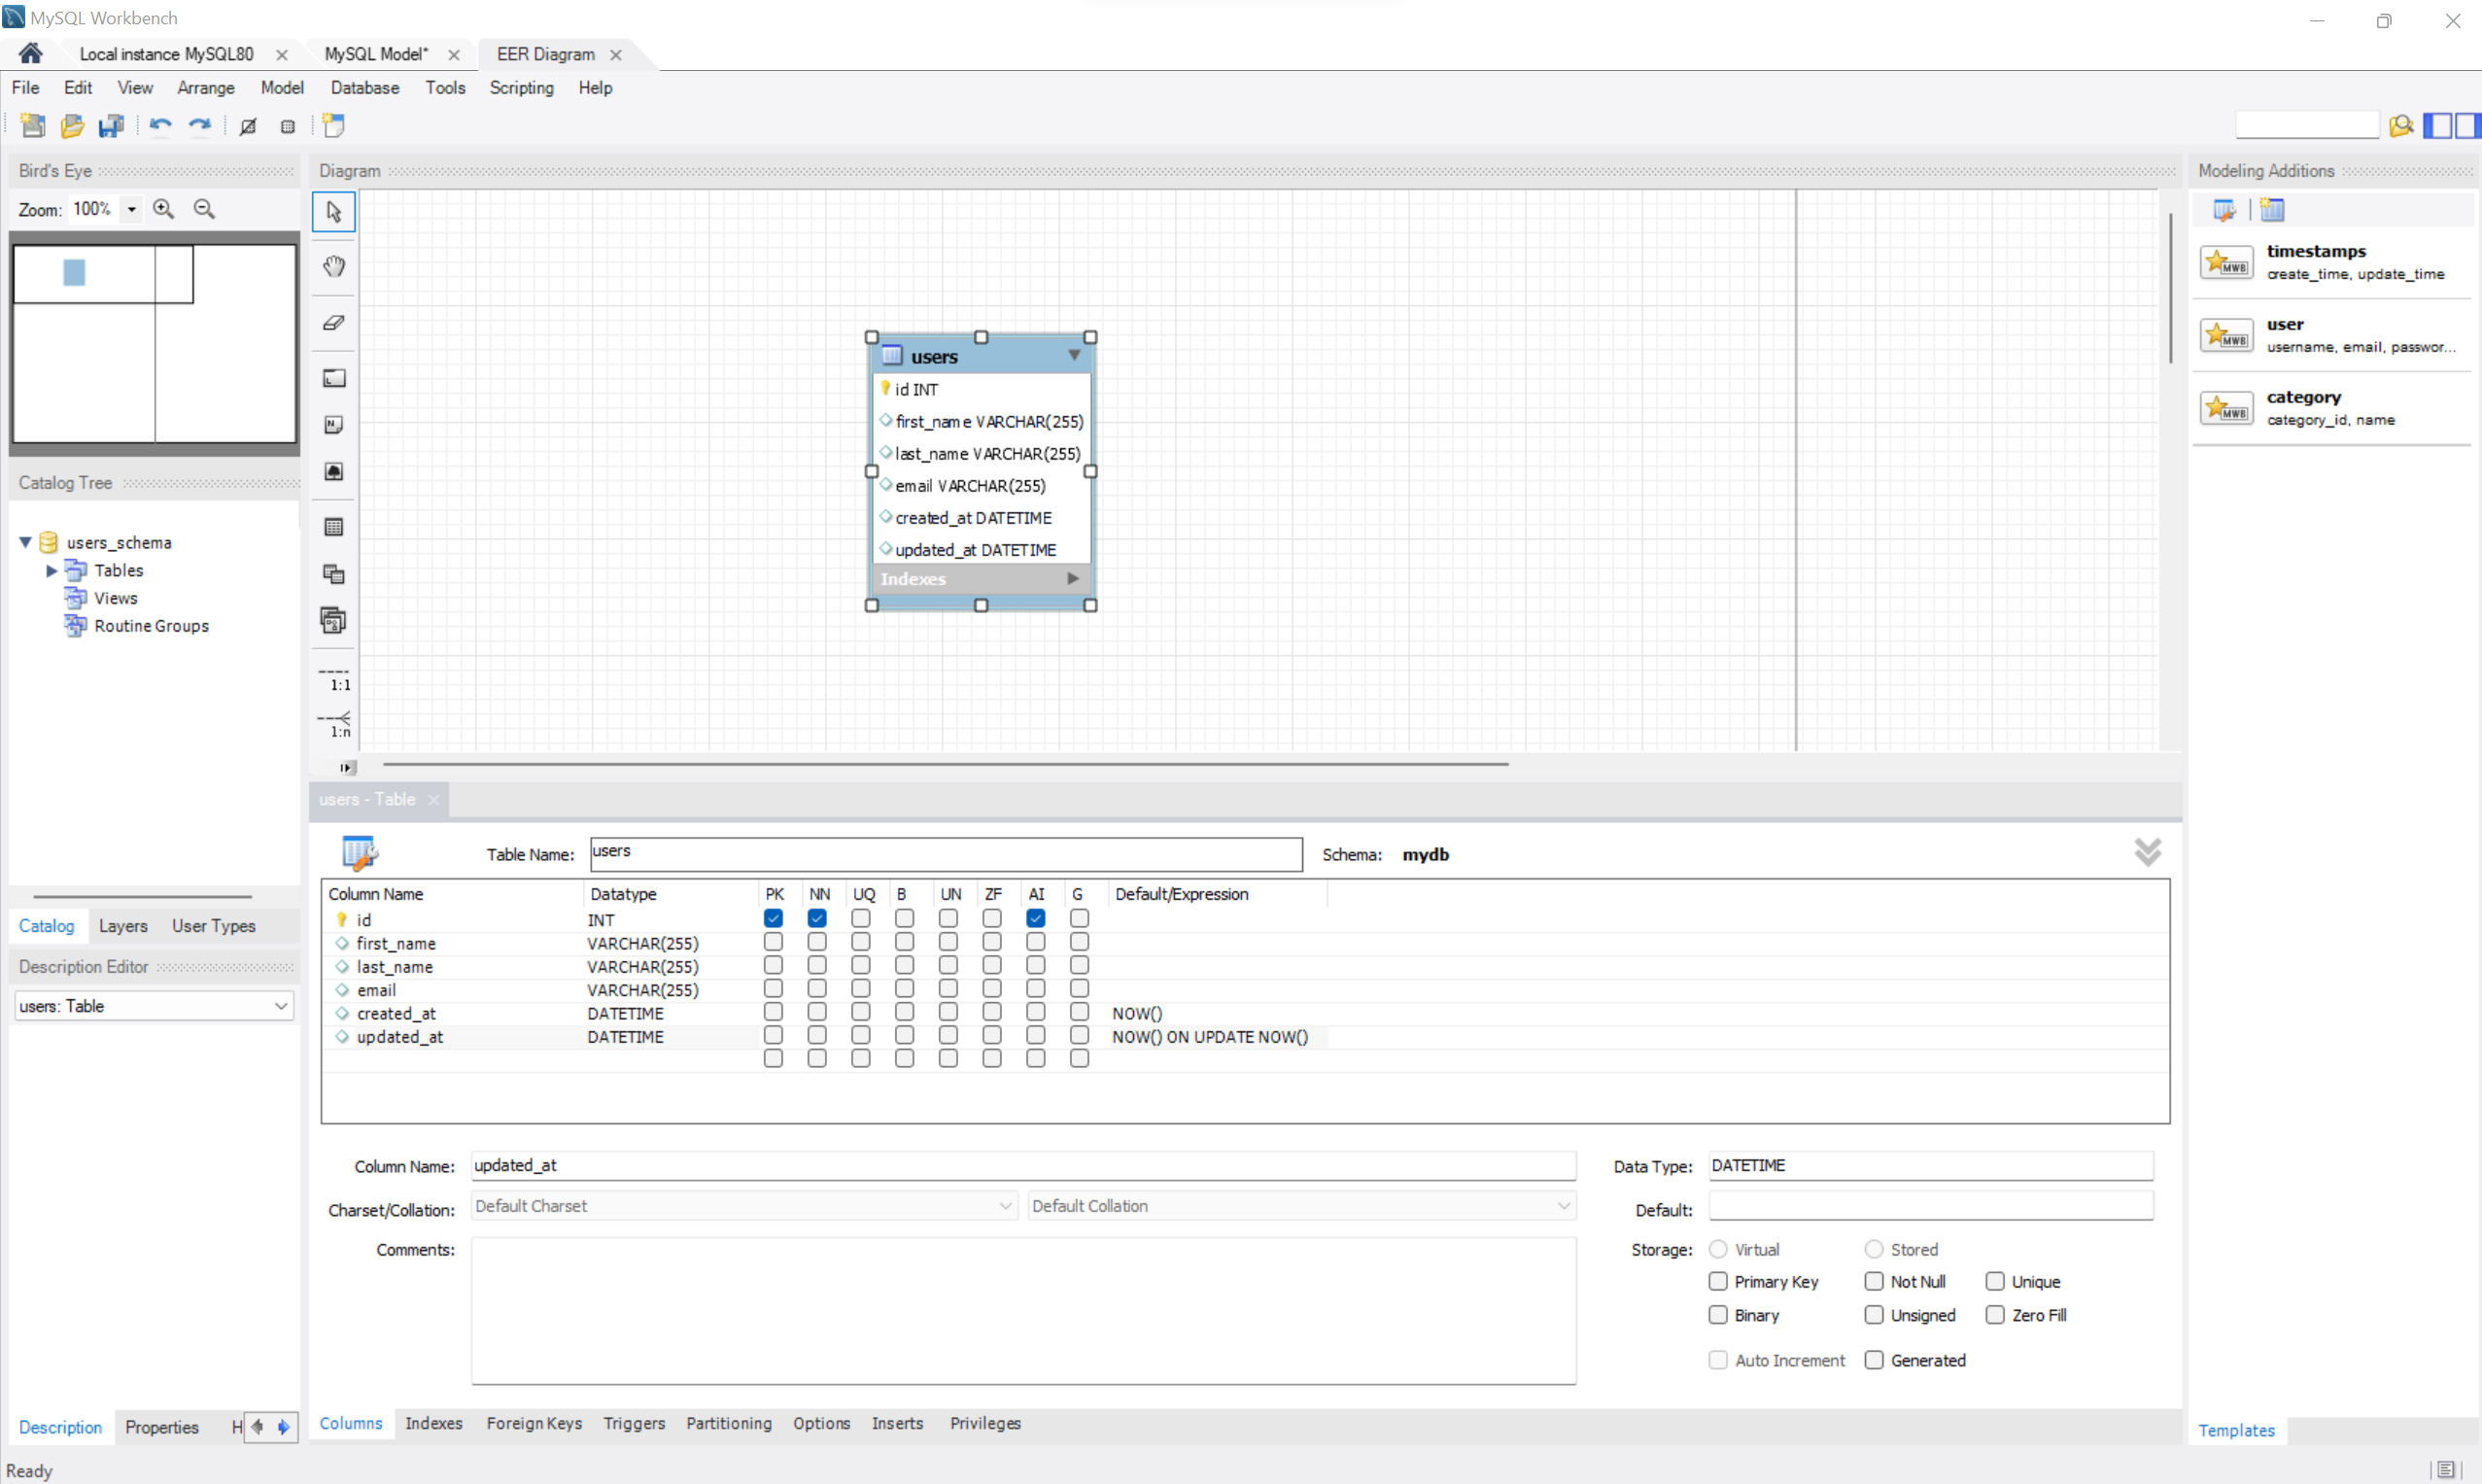 MySQL Workbench
Local instance MySQL80
MySQL Model*
EER Diagram
File Edit View Arrange Model Database Tools Scripting Help
Bird's Eye
Zoom: 100%
Diagram
Modeling Additions
timestamps
create_time, update_time
user
username, email, passwor...
category
category_id, name
users
id INT
first_name VARCHAR(255)
last_name VARCHAR(255)
email VARCHAR(255)
created_at DATETIME
updated_at DATETIME
Indexes
Catalog Tree
users_schema
Tables
Views
Routine Groups
1:1
1:n
Catalog Layers User Types
Description Editor
users: Table
users - Table
Table Name: users Schema: mydb
Column Name Datatype PK NN UQ B UN ZF AI G Default/Expression
id INT
first_name VARCHAR(255)
last_name VARCHAR(255)
email VARCHAR(255)
created_at DATETIME NOW()
updated_at DATETIME NOW() ON UPDATE NOW()
Column Name: updated_at Data Type: DATETIME
Charset/Collation: Default Charset Default Collation Default:
Comments: Storage: Virtual Stored
Primary Key Not Null Unique
Binary Unsigned Zero Fill
Auto Increment Generated
Description Properties H
Columns Indexes Foreign Keys Triggers Partitioning Options Inserts Privileges
Templates
Ready